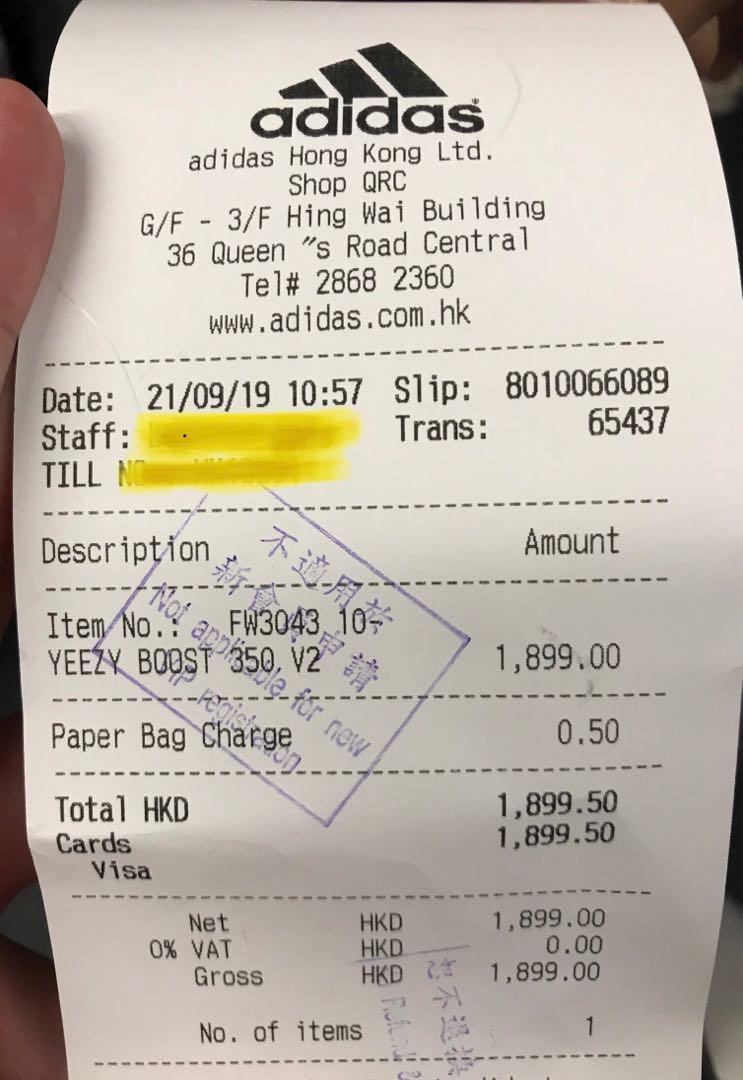 adidas
adidas Hong Kong Ltd.
Shop QRC
G/F - 3/F Hing Wai Building
36 Queen "s Road Central
Tel# 2868 2360
www.adidas.com.hk
Date: 21/09/19 10:57 Slip: 8010066089
Staff: Trans: 65437
TILL
Description Amount
不適用於
新會員申請
Not applicable for new
VIP registration
Item No.: FW3043 10-
YEEZY BOOST 350 V2 1,899.00
Paper Bag Charge 0.50
Total HKD 1,899.50
Cards 1,899.50
Visa
Net HKD 1,899.00
0% VAT HKD 0.00
Gross HKD 1,899.00
恕不退換
No. of items 1